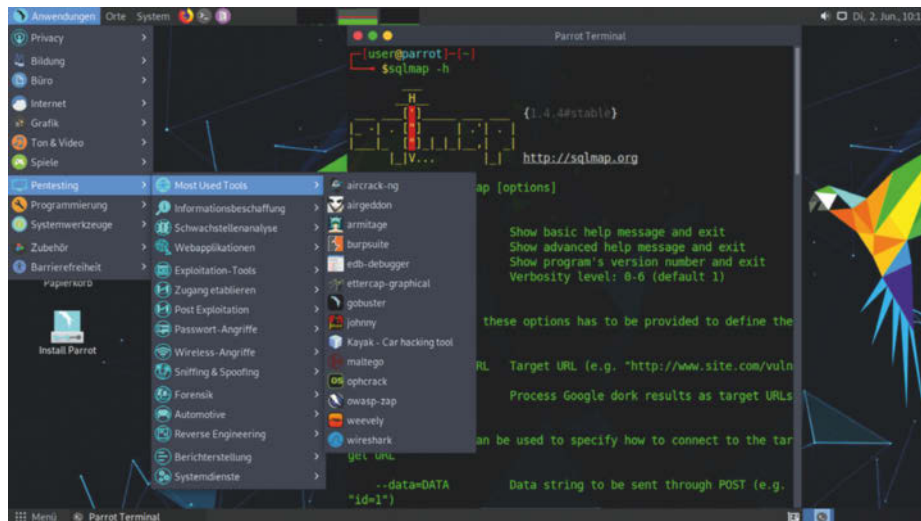 Anwendungen Orte System
Di, 2. Jun., 10:1
Privacy
Bildung
Büro
Internet
Grafik
Ton & Video
Spiele
Pentesting
Programmierung
Systemwerkzeuge
Zubehör
Barrierefreiheit
Papierkorb
Install Parrot
Most Used Tools
Informationsbeschaffung
Schwachstellenanalyse
Webapplikationen
Exploitation-Tools
Zugang etablieren
Post Exploitation
Passwort-Angriffe
Wireless-Angriffe
Sniffing & Spoofing
Forensik
Automotive
Reverse Engineering
Berichterstellung
Systemdienste
aircrack-ng
airgeddon
armitage
burpsuite
edb-debugger
ettercap-graphical
gobuster
johnny
Kayak - Car hacking tool
maltego
ophcrack
owasp-zap
weevely
wireshark
Parrot Terminal
[user@parrot]-[~]
$sqlmap -h
{1.4.4#stable}
http://sqlmap.org
ap [options]
Show basic help message and exit
Show advanced help message and exit
Show program's version number and exit
Verbosity level: 0-6 (default 1)
these options has to be provided to define the
RL Target URL (e.g. "http://www.site.com/vuln
Process Google dork results as target URLs
an be used to specify how to connect to the tar
get URL
--data=DATA Data string to be sent through POST (e.g.
"id=1")
Menü Parrot Terminal